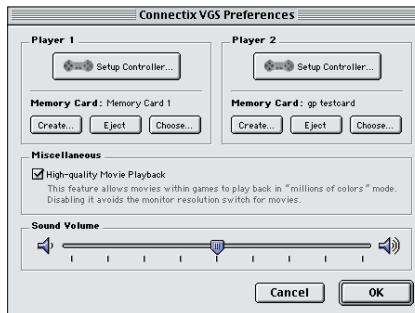 Connectix VGS Preferences
Player 1
Setup Controller...
Memory Card: Memory Card 1
Create... Eject Choose...
Player 2
Setup Controller...
Memory Card: gp testcard
Create... Eject Choose...
Miscellaneous
High-quality Movie Playback
This feature allows movies within games to play back in "millions of colors" mode.
Disabling it avoids the monitor resolution switch for movies.
Sound Volume
Cancel OK